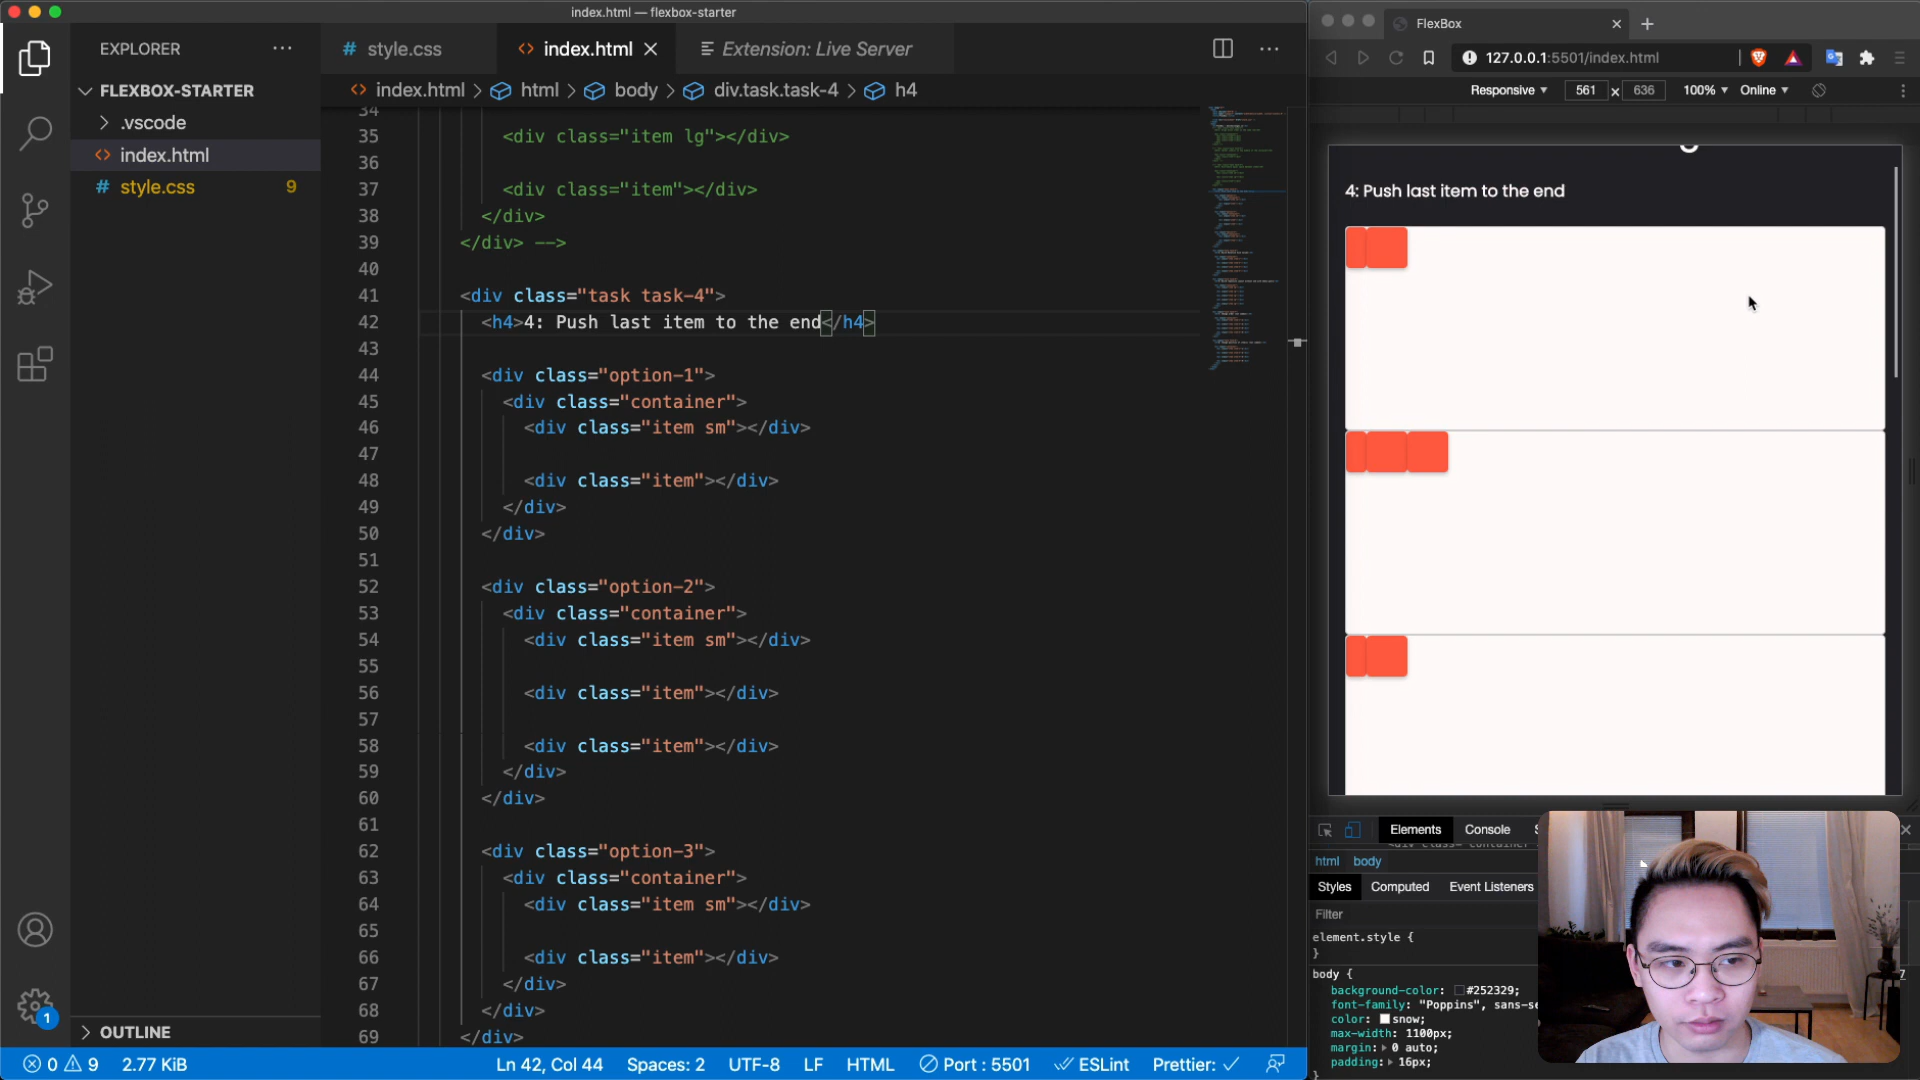 index.html — flexbox-starter
EXPLORER
FLEXBOX-STARTER
.vscode
index.html
style.css
9
OUTLINE
style.css
index.html
Extension: Live Server
index.html
html
body
div.task.task-4
h4
34
35 <div class="item lg"></div>
36
37 <div class="item"></div>
38 </div>
39 </div> -->
40
41 <div class="task task-4">
42 <h4>4: Push last item to the end</h4>
43
44 <div class="option-1">
45 <div class="container">
46 <div class="item sm"></div>
47
48 <div class="item"></div>
49 </div>
50 </div>
51
52 <div class="option-2">
53 <div class="container">
54 <div class="item sm"></div>
55
56 <div class="item"></div>
57
58 <div class="item"></div>
59 </div>
60 </div>
61
62 <div class="option-3">
63 <div class="container">
64 <div class="item sm"></div>
65
66 <div class="item"></div>
67 </div>
68 </div>
69 </div>
1
0
9
2.77 KiB
Ln 42, Col 44
Spaces: 2
UTF-8
LF
HTML
Port : 5501
ESLint
Prettier:
FlexBox
127.0.0.1:5501/index.html
Responsive
561
x
636
100%
Online
4: Push last item to the end
Elements
Console
html
body
Styles
Computed
Event Listeners
Filter
element.style {
}
body {
background-color: #252329;
font-family: "Poppins", sans-se
color: snow;
max-width: 1100px;
margin: 0 auto;
padding: 16px;
}